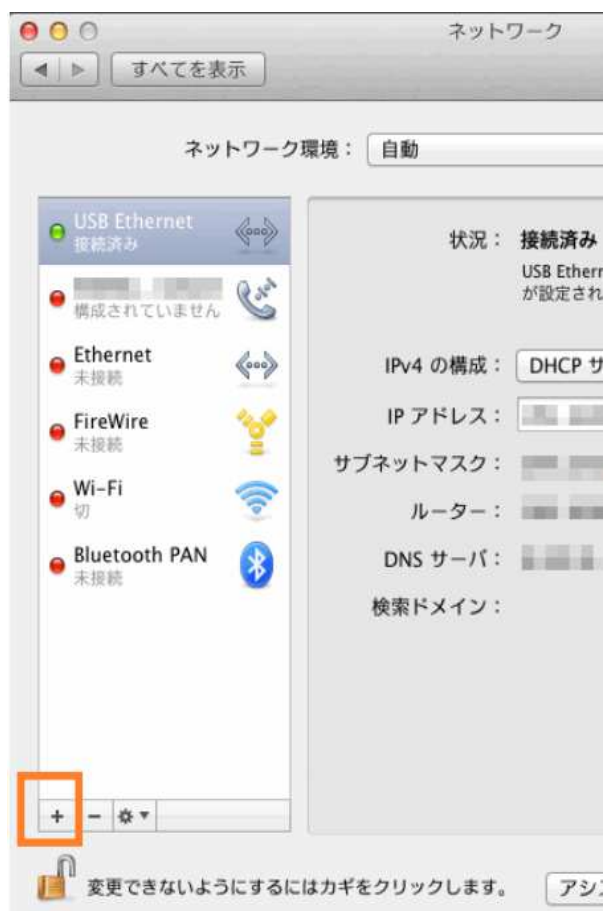 ネットワーク
すべてを表示
ネットワーク環境： 自動
USB Ethernet
接続済み
構成されていません
Ethernet
未接続
FireWire
未接続
Wi-Fi
切
Bluetooth PAN
未接続
状況： 接続済み
USB Ethern
が設定され
IPv4 の構成： DHCP サ
IP アドレス：
サブネットマスク：
ルーター：
DNS サーバ：
検索ドメイン：
+ −
変更できないようにするにはカギをクリックします。
アシ